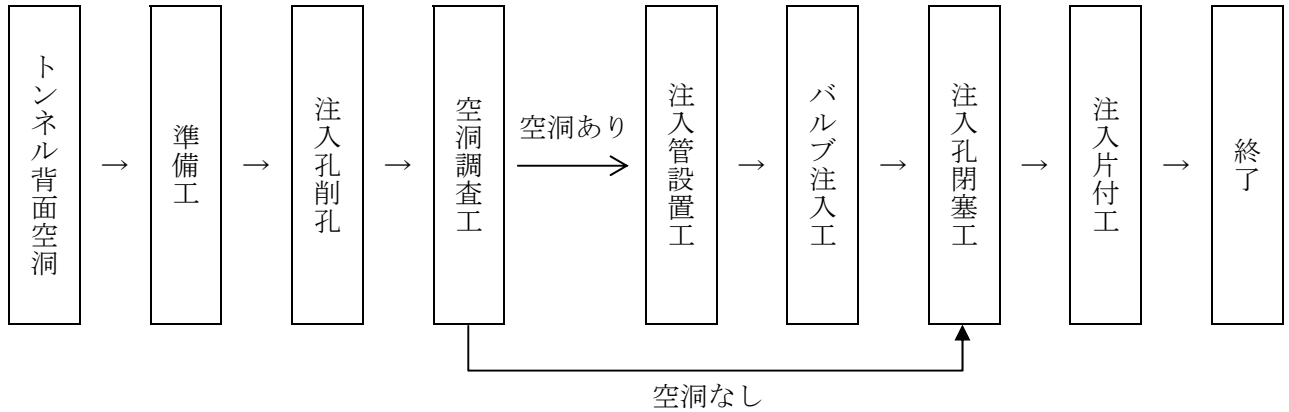 トンネル背面空洞
→
準備工
→
注入孔削孔
→
空洞調査工
空洞あり
注入管設置工
→
バルブ注入工
→
注入孔閉塞工
→
注入片付工
→
終了
空洞なし